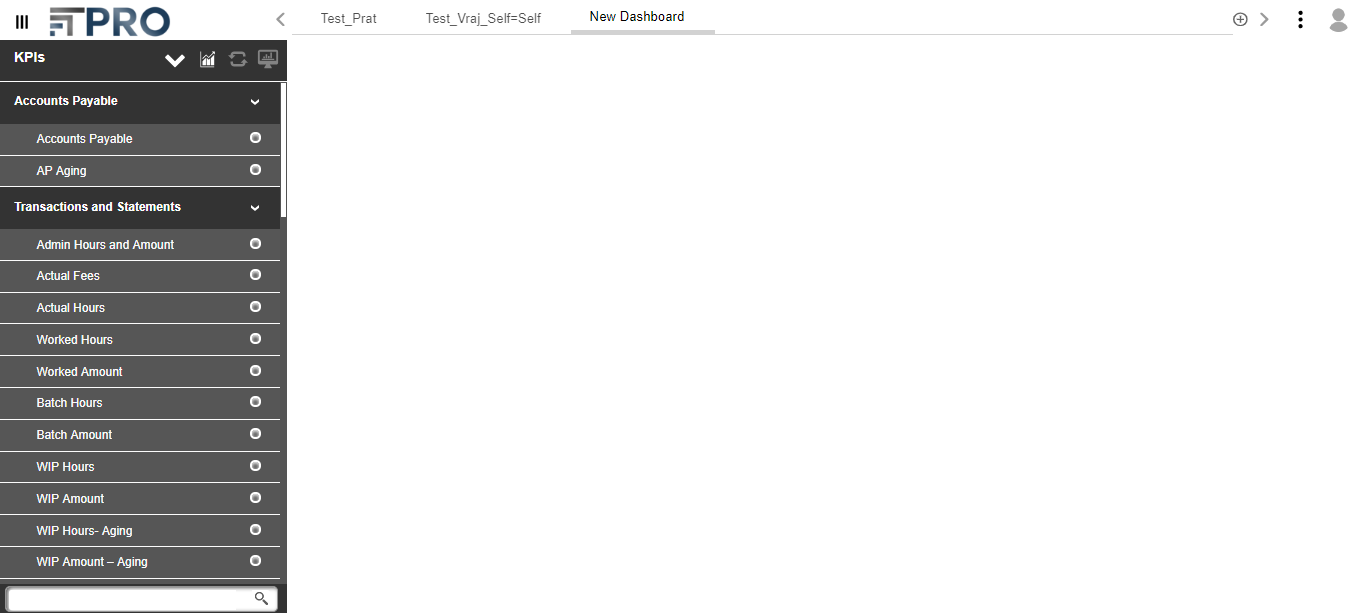 FTPRO
Test_Prat
Test_Vraj_Self=Self
New Dashboard
KPIs
Accounts Payable
Accounts Payable
AP Aging
Transactions and Statements
Admin Hours and Amount
Actual Fees
Actual Hours
Worked Hours
Worked Amount
Batch Hours
Batch Amount
WIP Hours
WIP Amount
WIP Hours- Aging
WIP Amount – Aging